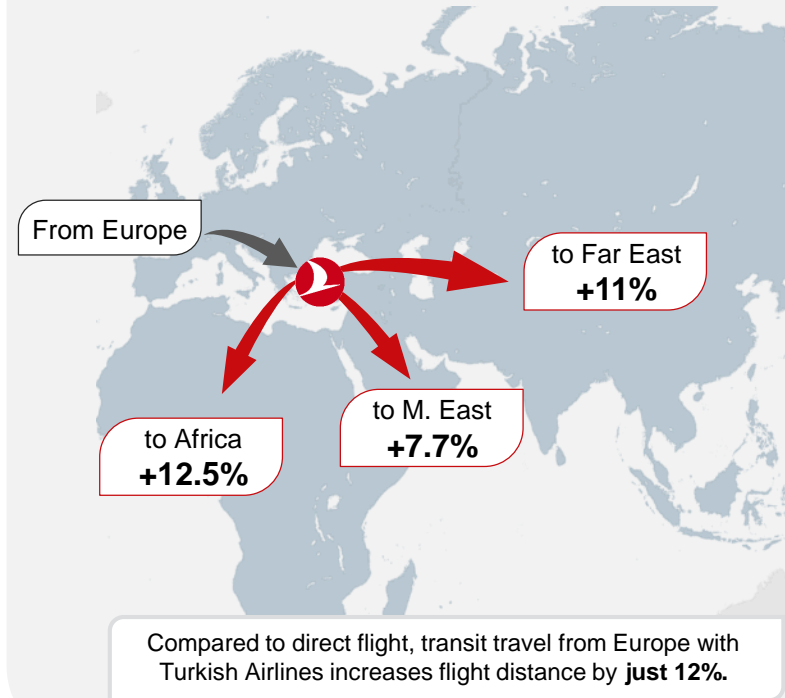 From Europe
to Far East
+11%
to M. East
+7.7%
to Africa
+12.5%
Compared to direct flight, transit travel from Europe with
Turkish Airlines increases flight distance by just 12%.